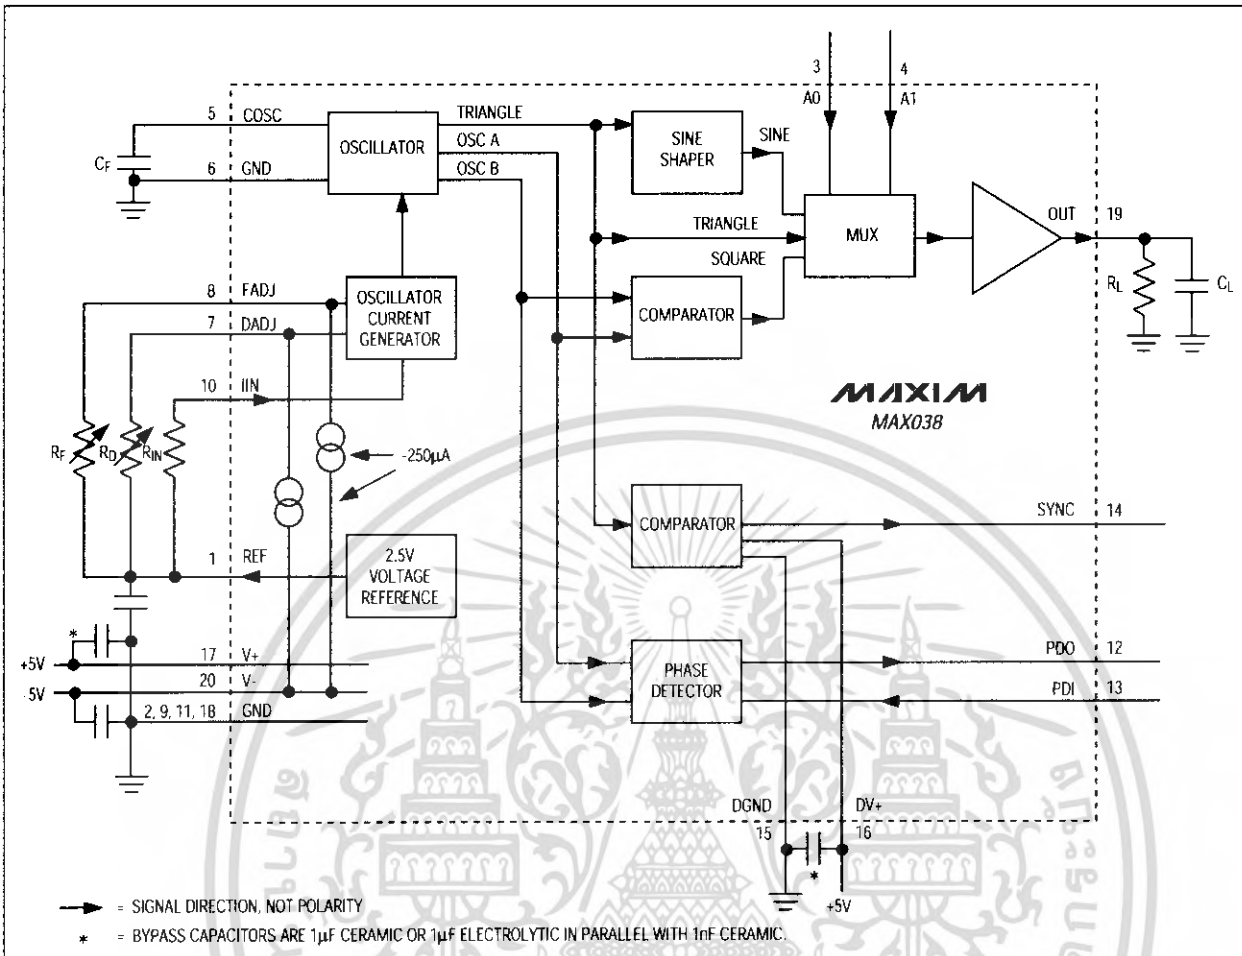 3
4
A0
A1
5
COSC
TRIANGLE
OSC A
OSC B
OSCILLATOR
CF
6
GND
SINE SHAPER
SINE
TRIANGLE
SQUARE
MUX
OUT
19
RL
CL
8
FADJ
7
DADJ
OSCILLATOR CURRENT GENERATOR
COMPARATOR
10
IIN
MAXIM
MAX038
RF
RD
RIN
-250µA
COMPARATOR
SYNC
14
1
REF
2.5V VOLTAGE REFERENCE
*
+5V
17
V+
20
V-
5V
2, 9, 11, 18
GND
PHASE DETECTOR
PDO
12
PDI
13
DGND
DV+
15
16
*
+5V
= SIGNAL DIRECTION, NOT POLARITY
* = BYPASS CAPACITORS ARE 1µF CERAMIC OR 1µF ELECTROLYTIC IN PARALLEL WITH 1nF CERAMIC.